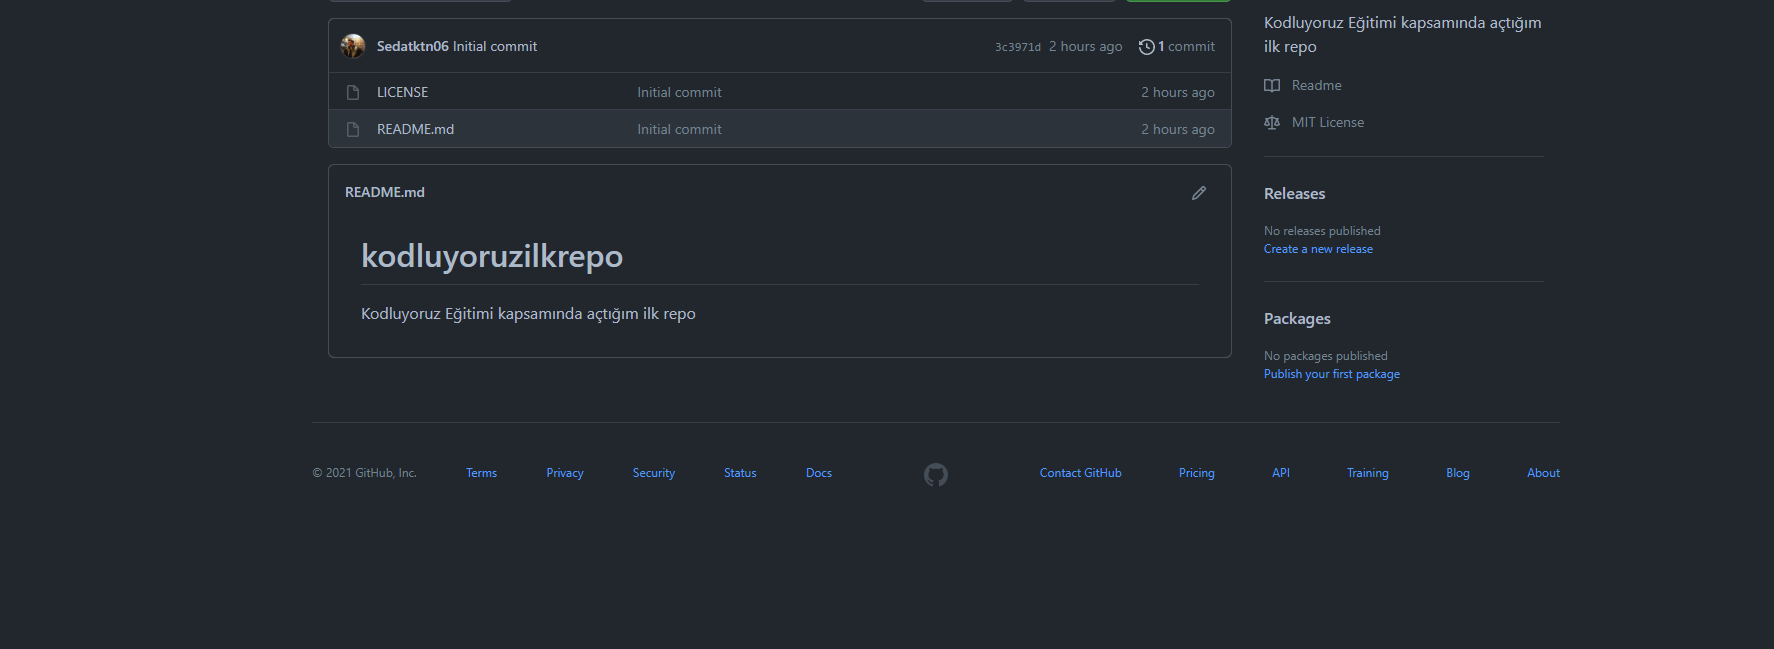 Sedatktn06 Initial commit 3c3971d 2 hours ago 1 commit
LICENSE Initial commit 2 hours ago
README.md Initial commit 2 hours ago
README.md
kodluyoruzilkrepo
Kodluyoruz Eğitimi kapsamında açtığım ilk repo
Kodluyoruz Eğitimi kapsamında açtığım
ilk repo
Readme
MIT License
Releases
No releases published
Create a new release
Packages
No packages published
Publish your first package
© 2021 GitHub, Inc. Terms Privacy Security Status Docs Contact GitHub Pricing API Training Blog About